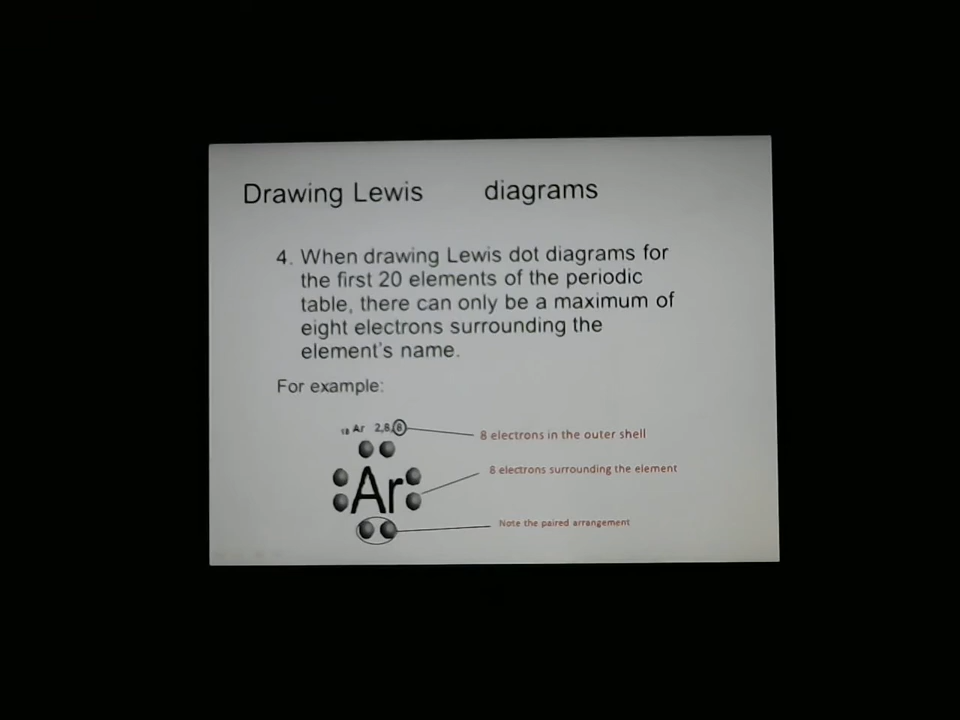 Drawing Lewis diagrams
4. When drawing Lewis dot diagrams for
the first 20 elements of the periodic
table, there can only be a maximum of
eight electrons surrounding the
element's name.
For example:
18 Ar 2,8,8
8 electrons in the outer shell
Ar
8 electrons surrounding the element
Note the paired arrangement